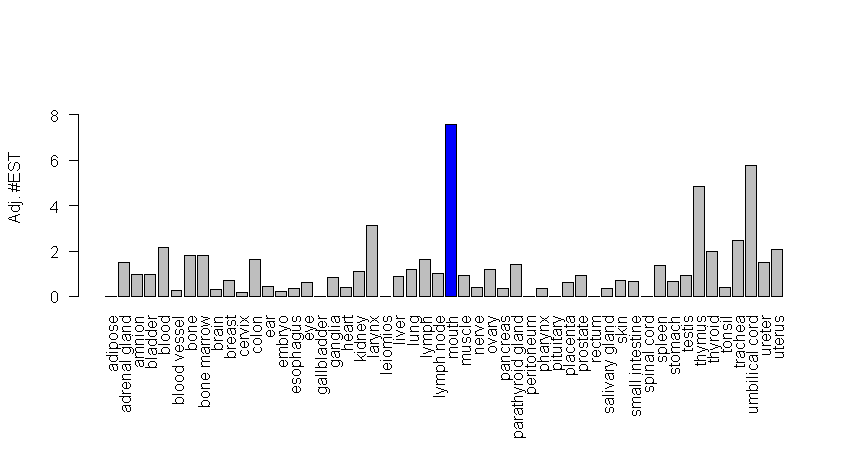 Adj. #EST
8
6
4
2
0
adipose
adrenal gland
amnion
bladder
blood
blood vessel
bone
bone marrow
brain
breast
cervix
colon
ear
embryo
esophagus
eye
gallbladder
ganglia
heart
kidney
larynx
leiomios
liver
lung
lymph
lymph node
mouth
muscle
nerve
ovary
pancreas
parathyroid gland
peritoneum
pharynx
pituitary
placenta
prostate
rectum
salivary gland
skin
small intestine
spinal cord
spleen
stomach
testis
thymus
thyroid
tonsil
trachea
umbilical cord
ureter
uterus